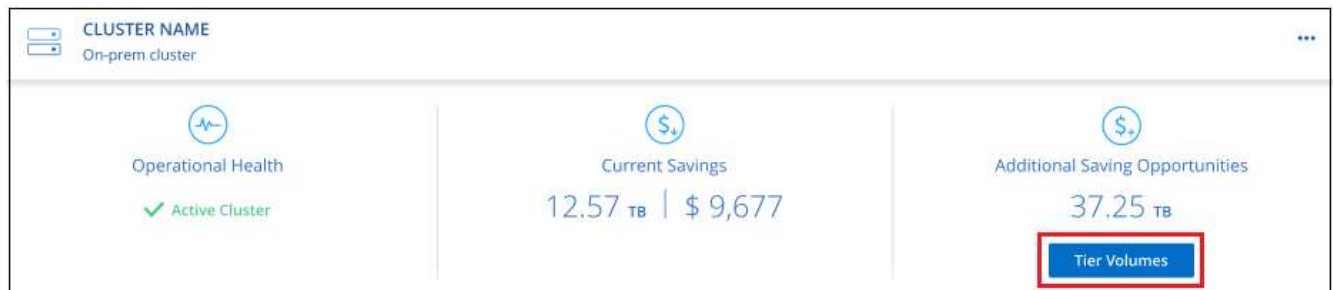 CLUSTER NAME
On-prem cluster
•••
Operational Health
Active Cluster
Current Savings
12.57 TB | $ 9,677
Additional Saving Opportunities
37.25 TB
Tier Volumes